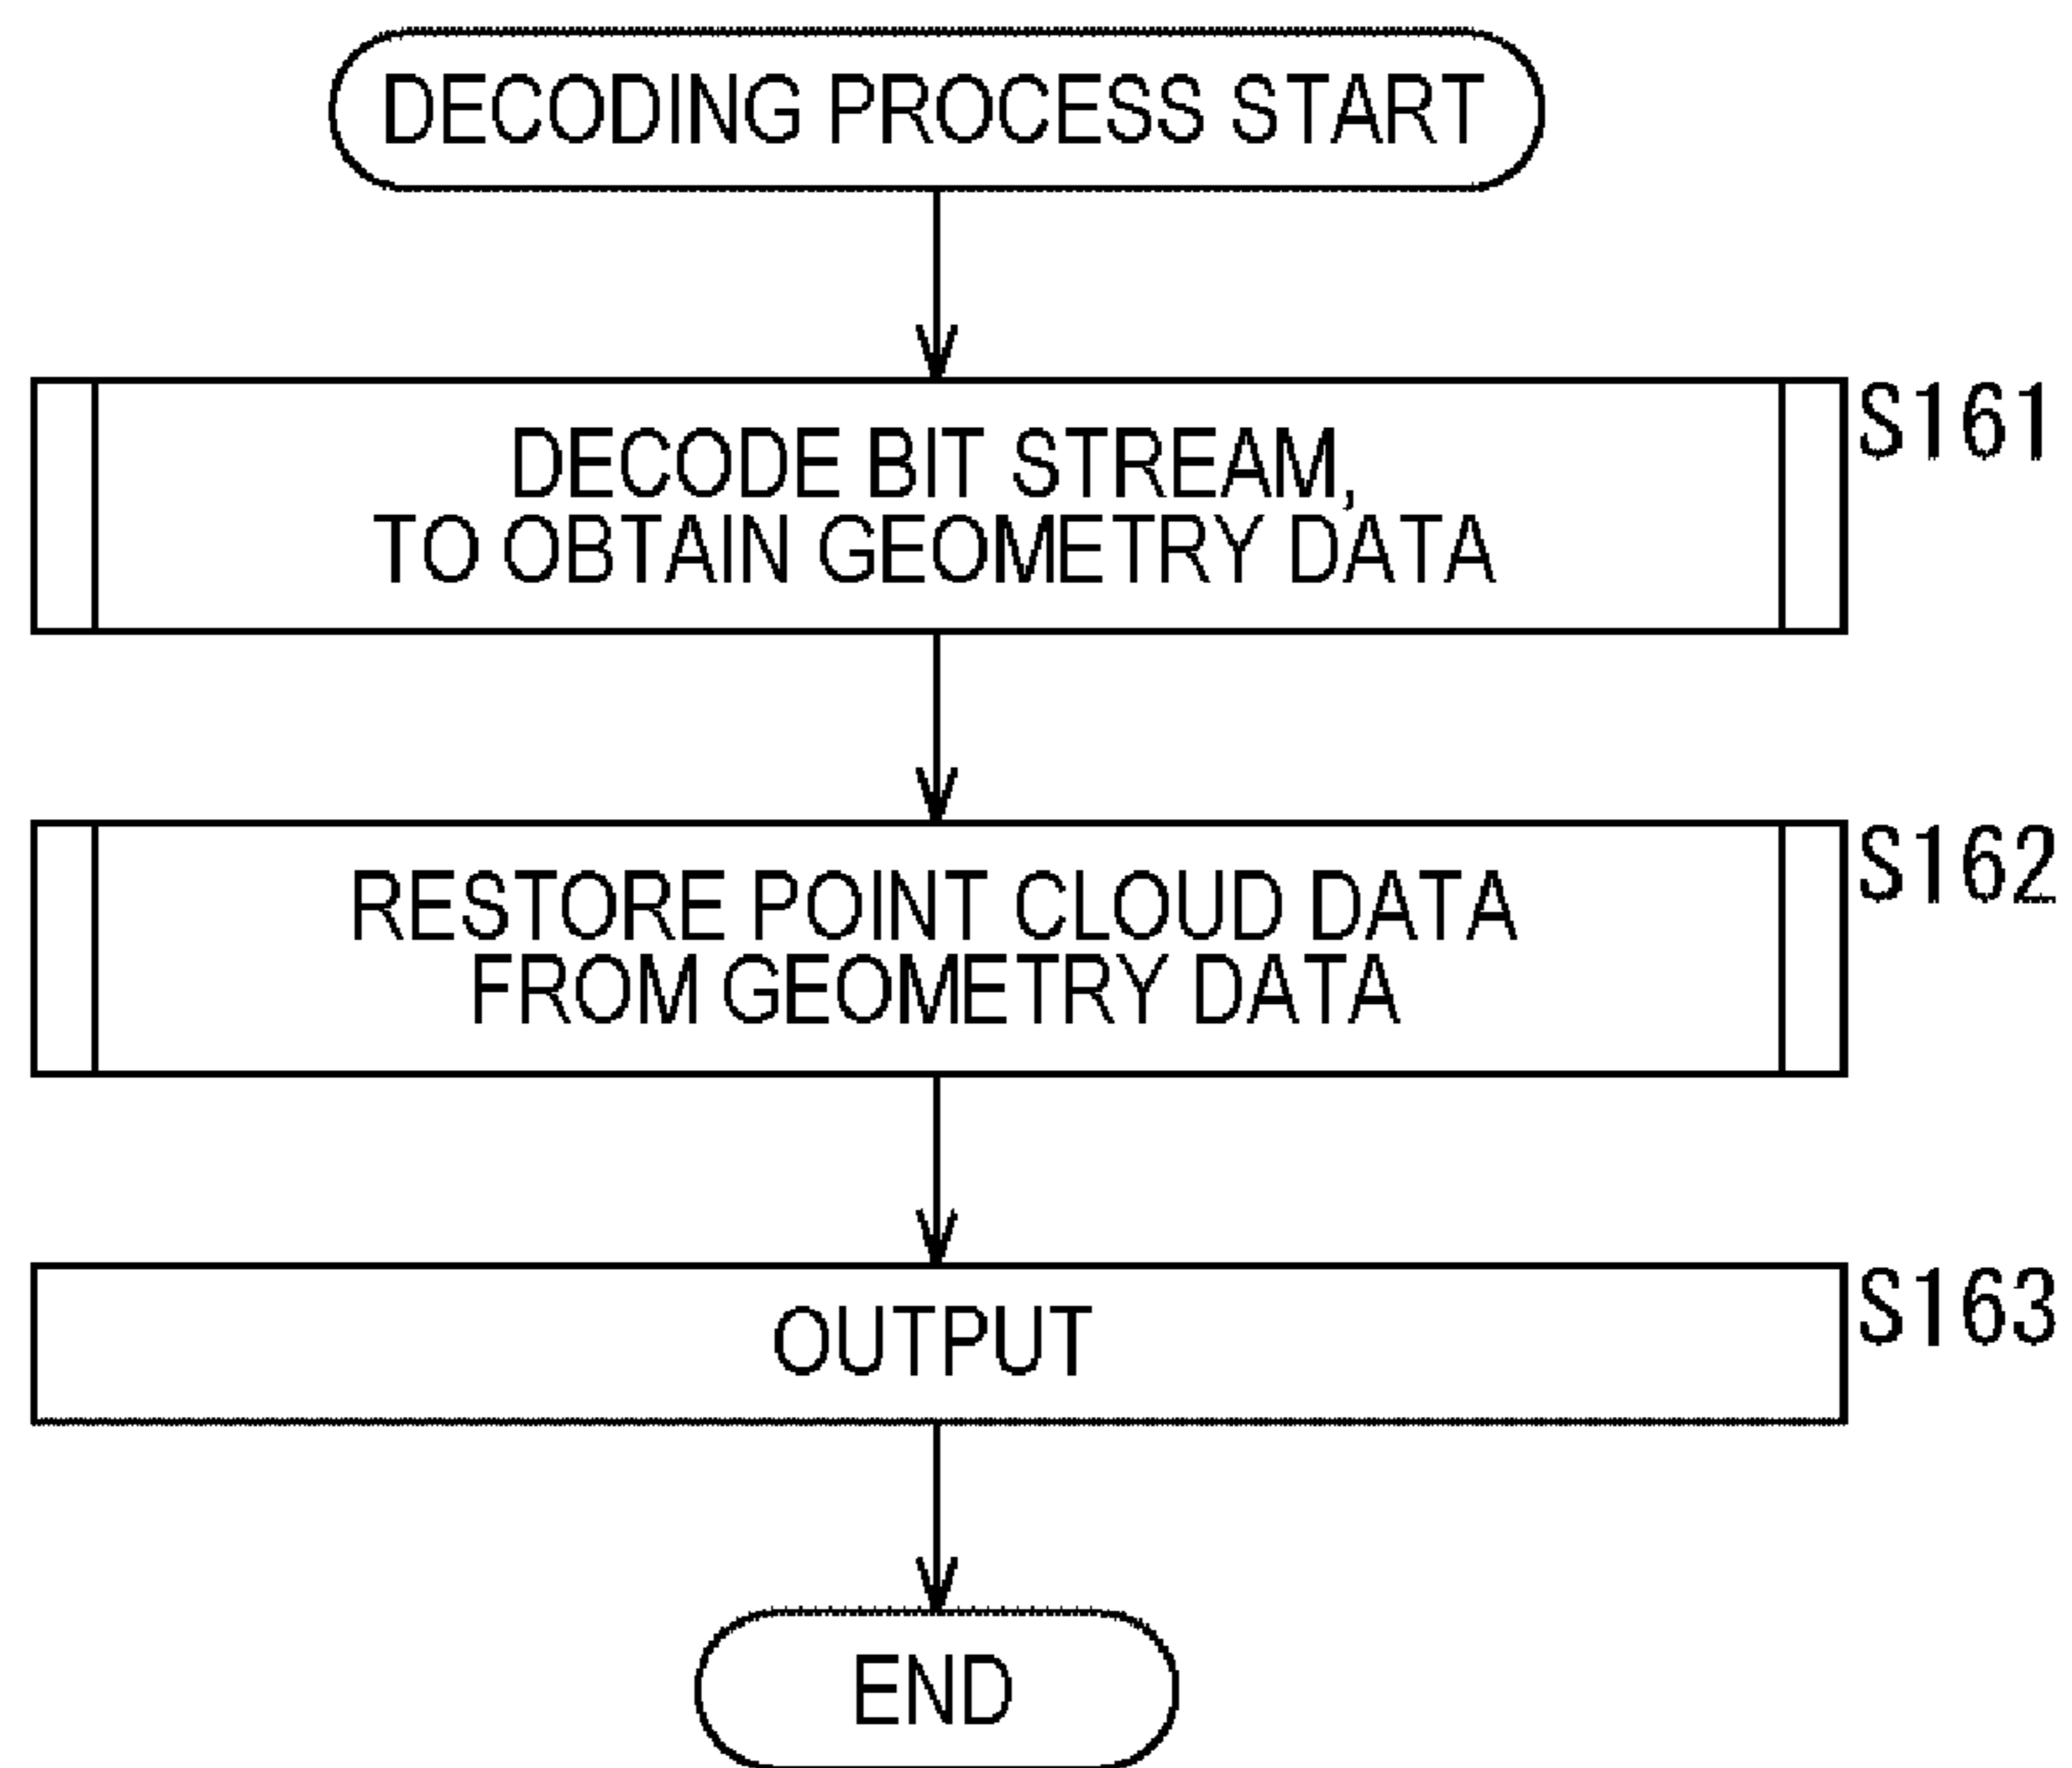 DECODING PROCESS START
S161
DECODE BIT STREAM,
TO OBTAIN GEOMETRY DATA
S162
RESTORE POINT CLOUD DATA
FROM GEOMETRY DATA
S163
OUTPUT
END